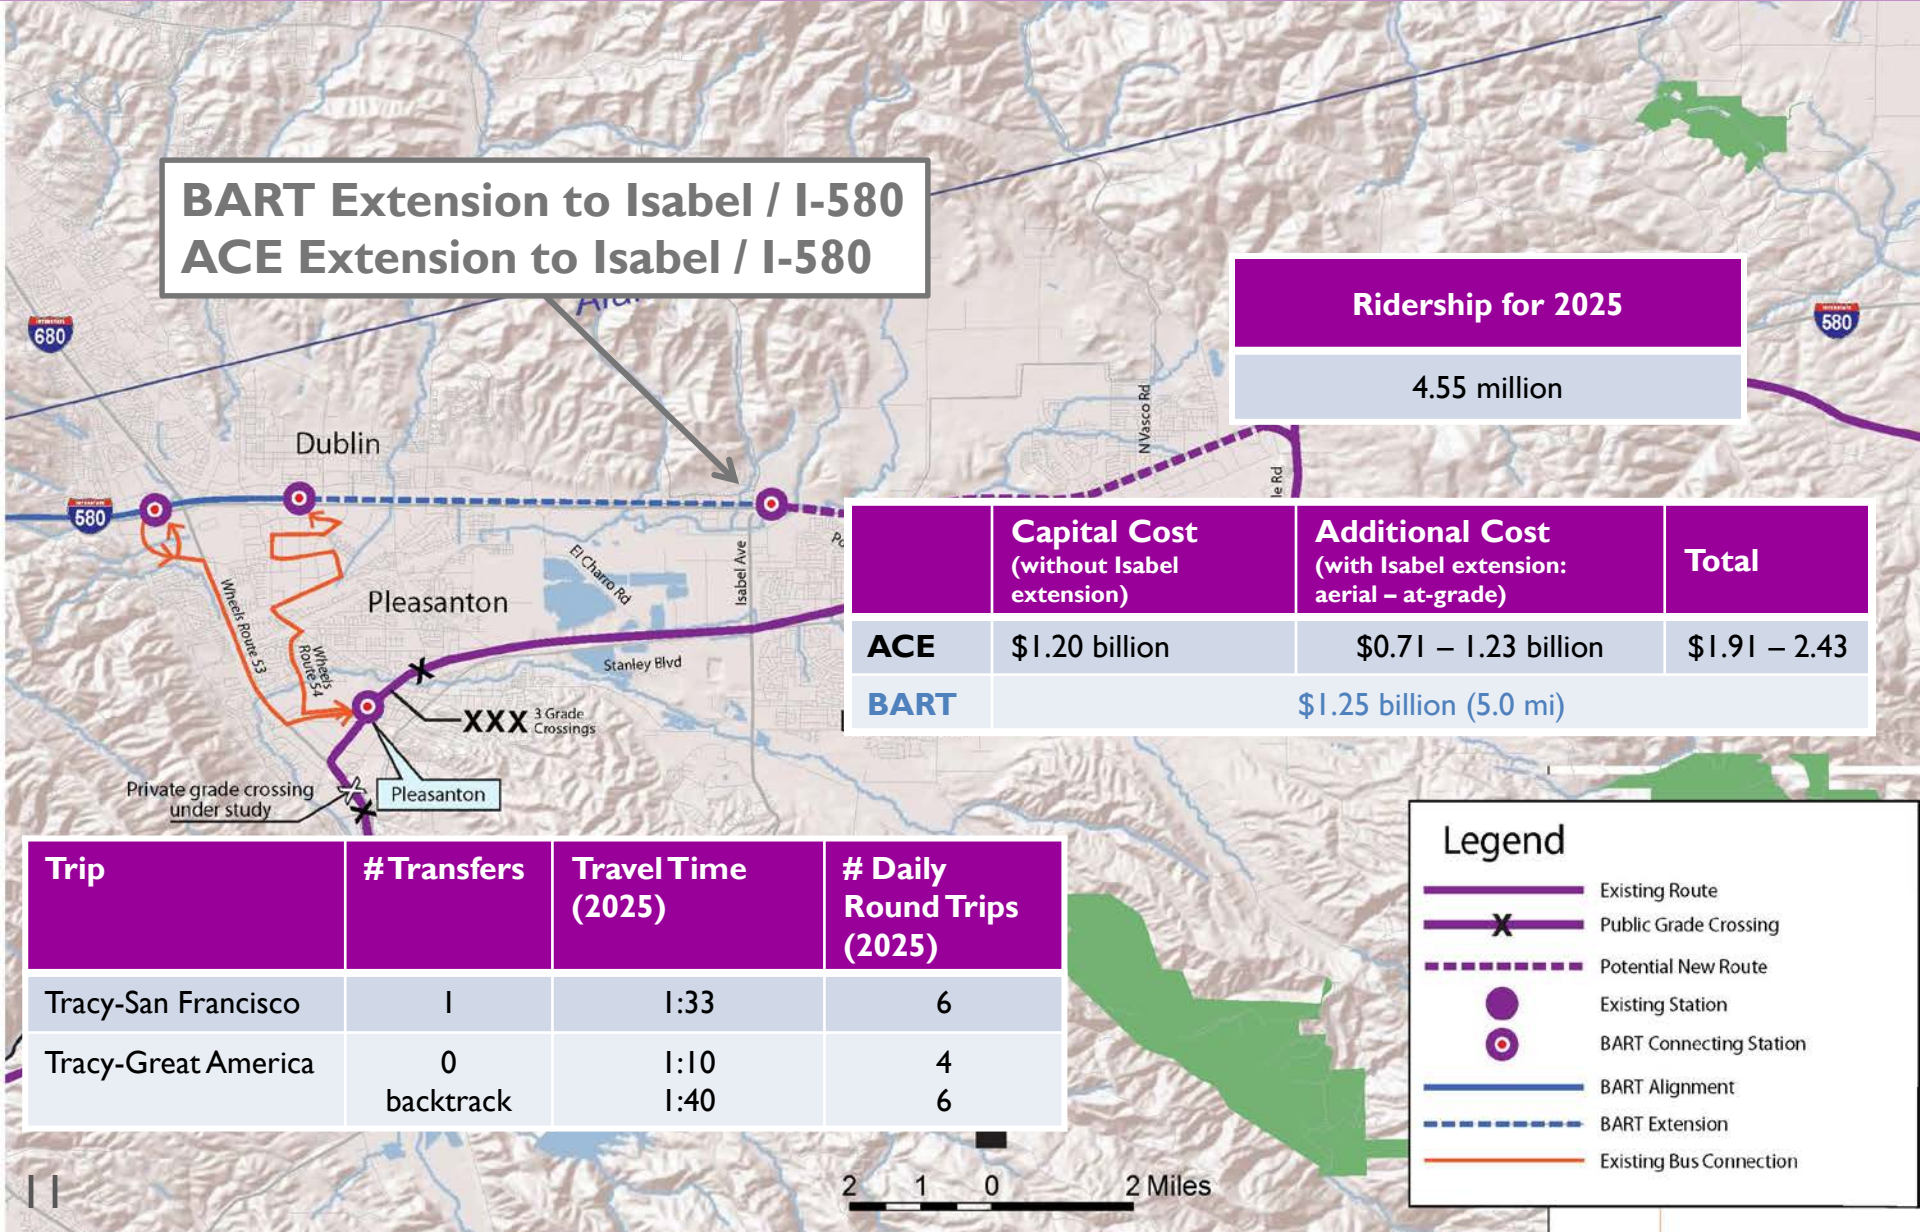 BART Extension to Isabel / I-580
ACE Extension to Isabel / I-580
Ridership for 2025
4.55 million
INTERSTATE
680
INTERSTATE
580
Dublin
INTERSTATE
580
N Vasco Rd
le Rd
Isabel Ave
El Charro Rd
Pleasanton
Wheels Route 53
Wheels
Route 54
Stanley Blvd
X
XXX
3 Grade
Crossings
Private grade crossing
under study
X
X
Pleasanton
Capital Cost
(without Isabel
extension)
Additional Cost
(with Isabel extension:
aerial – at-grade)
Total
ACE
$1.20 billion
$0.71 – 1.23 billion
$1.91 – 2.43
BART
$1.25 billion (5.0 mi)
Trip
# Transfers
Travel Time
(2025)
# Daily
Round Trips
(2025)
Tracy-San Francisco
1
1:33
6
Tracy-Great America
0
1:10
4
backtrack
1:40
6
Legend
Existing Route
X
Public Grade Crossing
Potential New Route
Existing Station
BART Connecting Station
BART Alignment
BART Extension
Existing Bus Connection
2 1 0 2 Miles
11